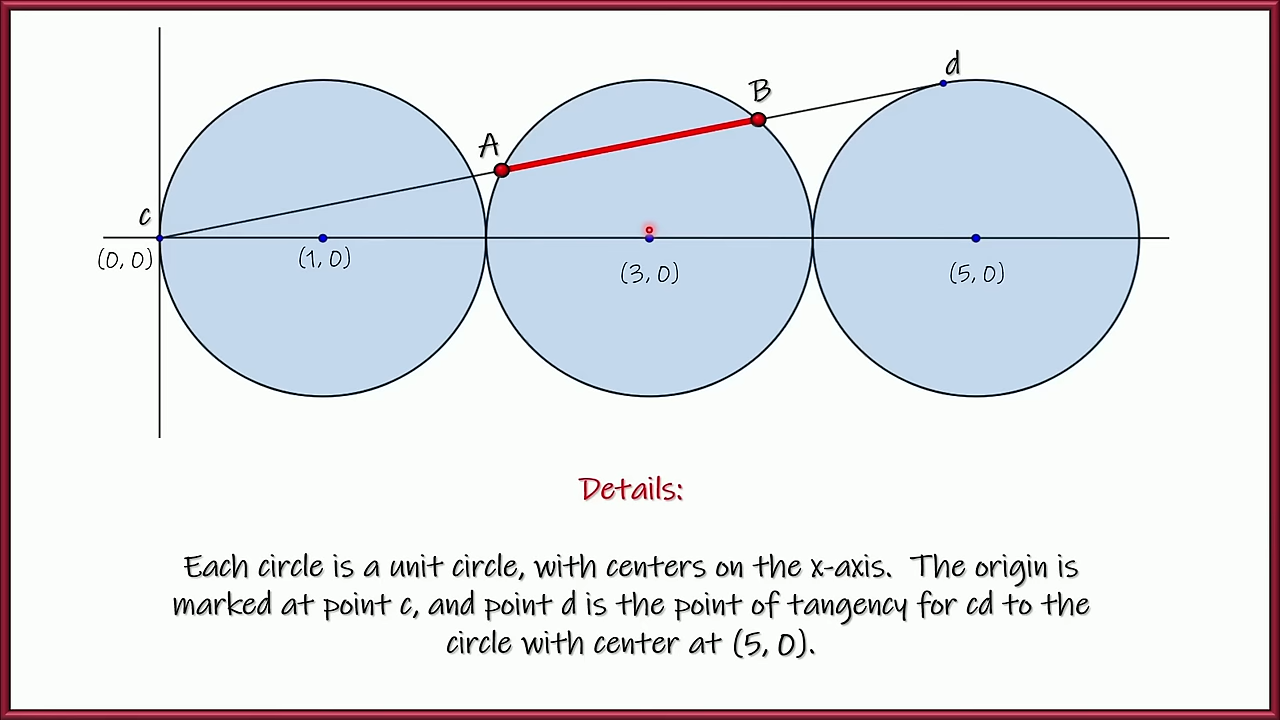 d
B
A
c
(0, 0)
(1, 0)
(3, 0)
(5, 0)
Details:
Each circle is a unit circle, with centers on the x-axis. The origin is
marked at point c, and point d is the point of tangency for cd to the
circle with center at (5, 0).